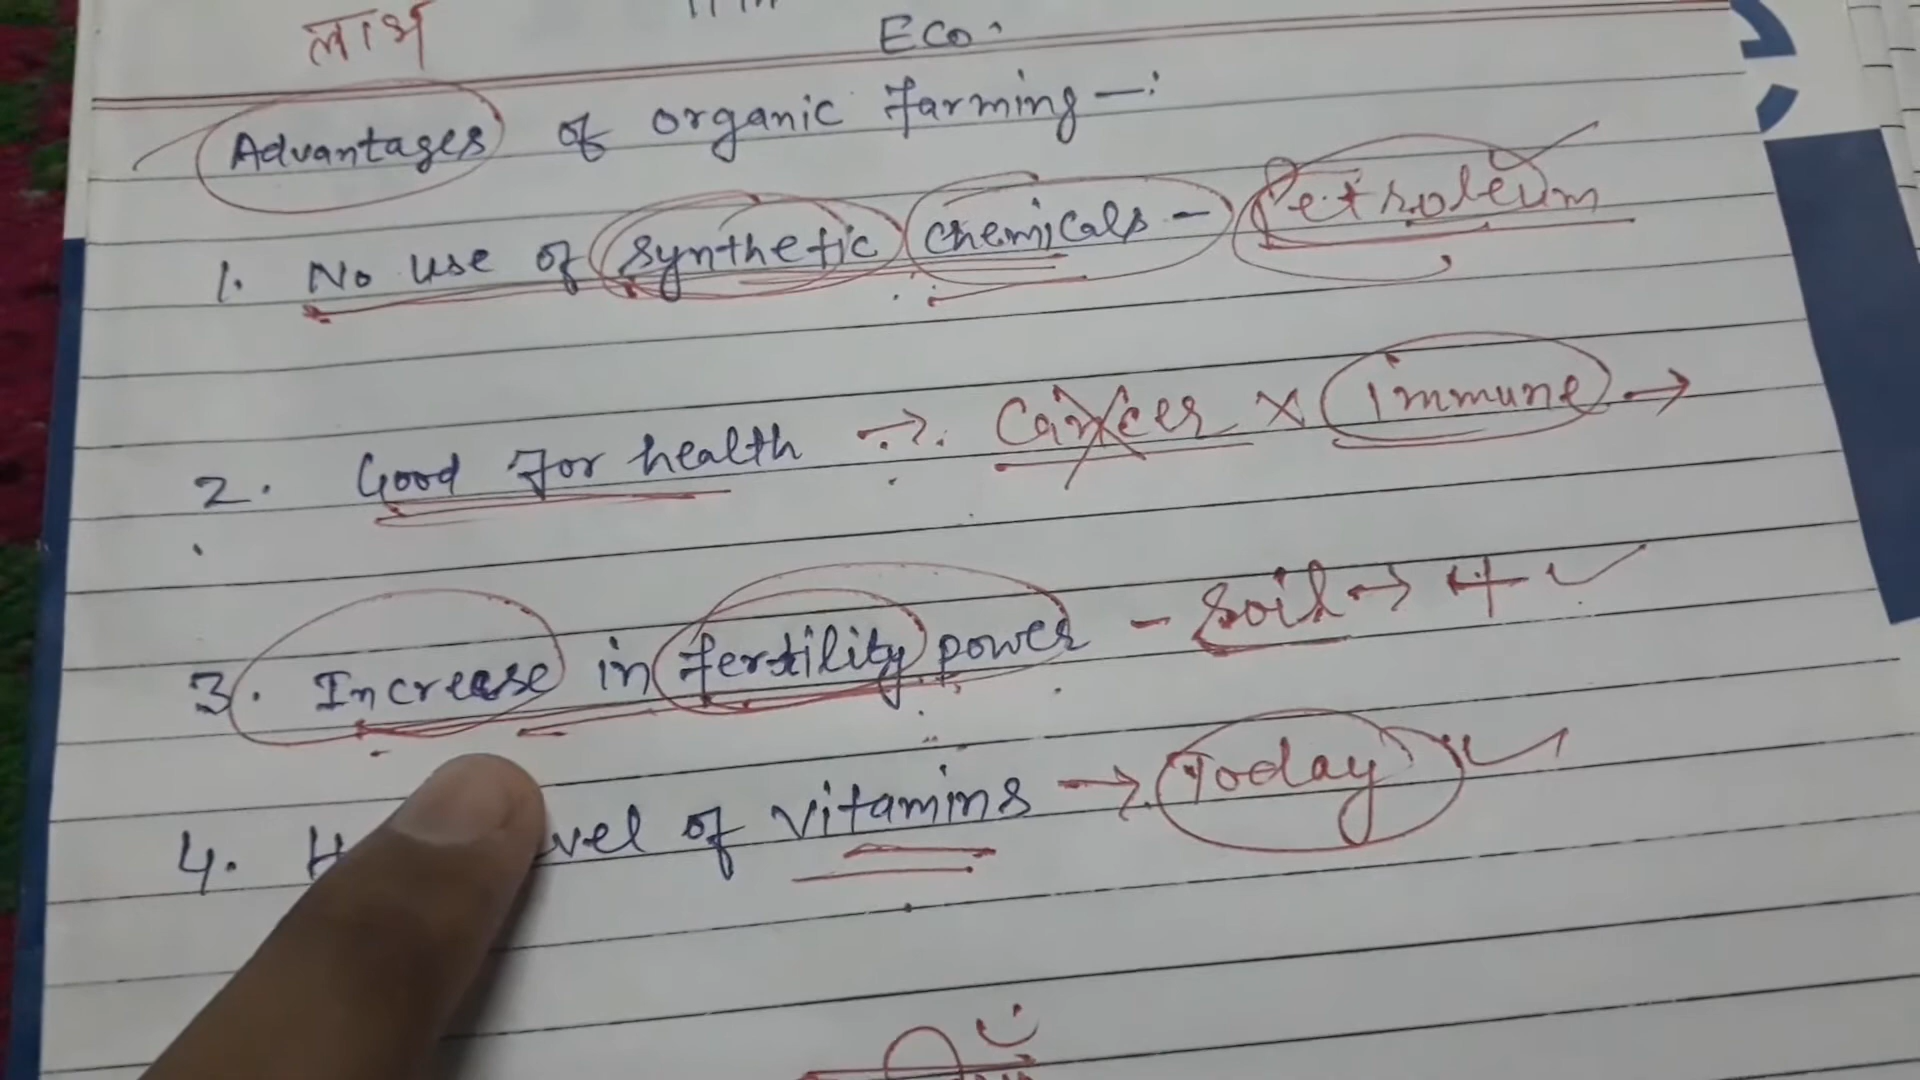 लाभ
Eco.
Advantages of organic farming —:
1. No use of synthetic chemicals - Petroleum
2. Good for health → Cancer × immune →
3. Increase in fertility power - Soil → + ✓
4. of vitamins → Today ✓